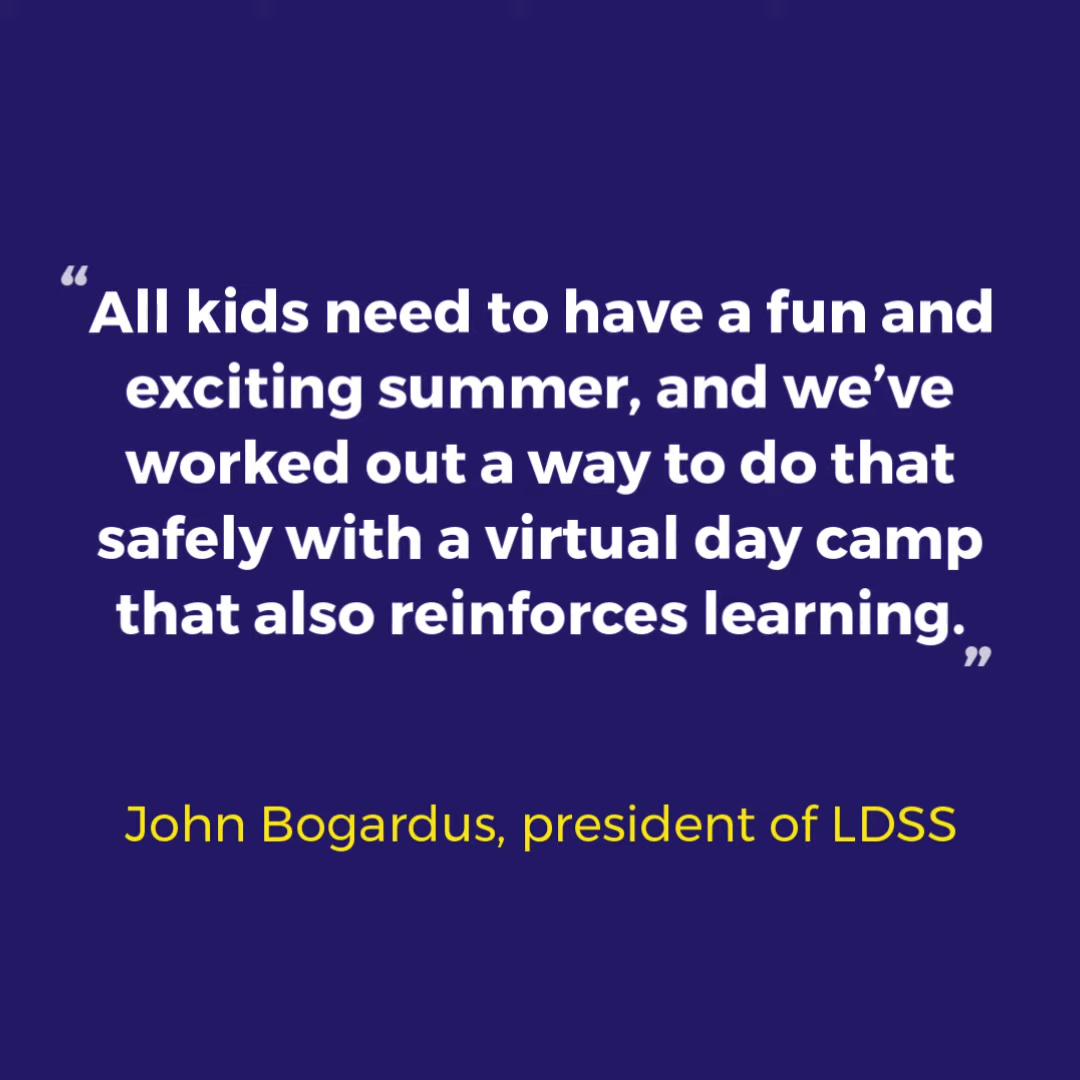 “All kids need to have a fun and
exciting summer, and we’ve
worked out a way to do that
safely with a virtual day camp
that also reinforces learning.”
John Bogardus, president of LDSS